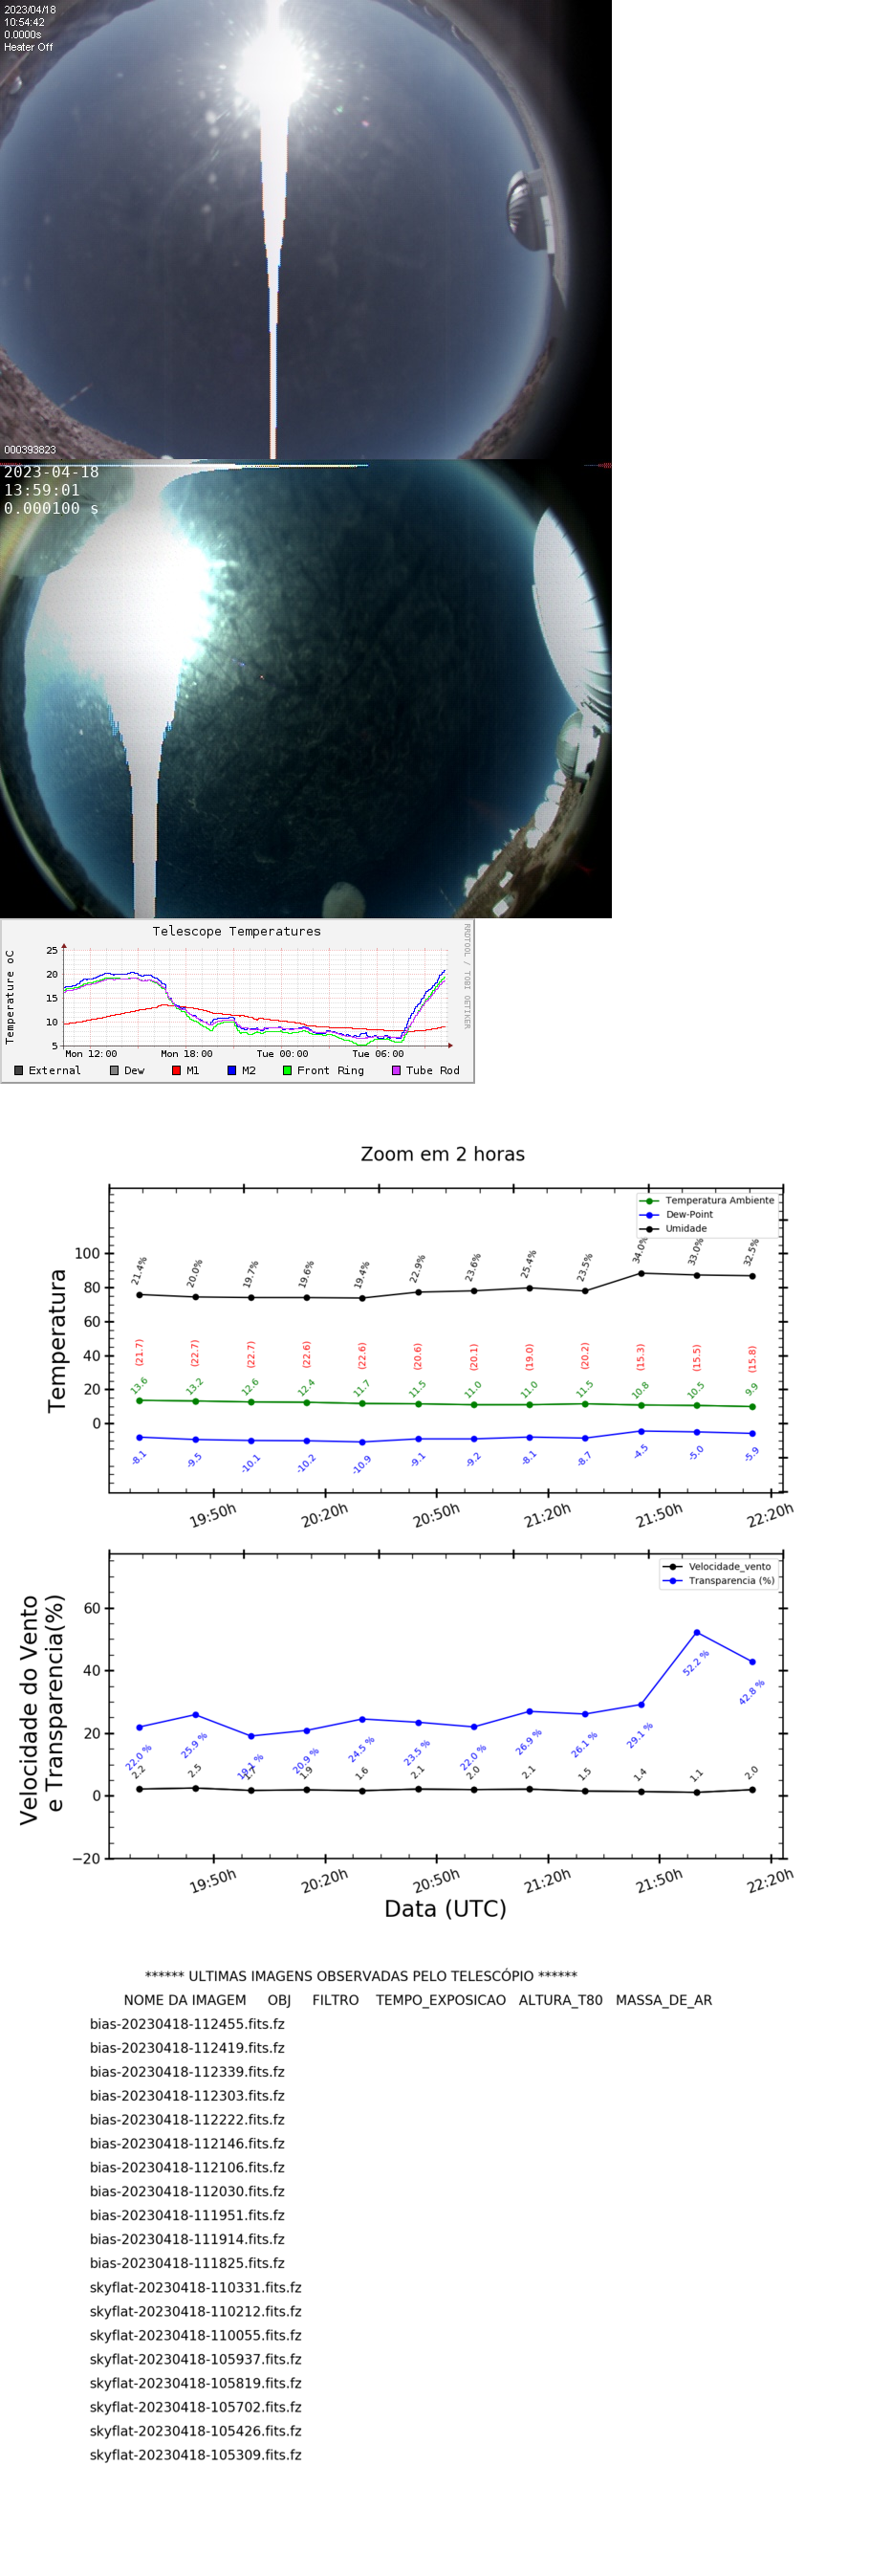 2023/04/18
10:54:42
0.0000s
Heater Off
000393823
2023-04-18
13:59:01
0.000100 s
Telescope Temperatures
RRDTOOL / TOBI OETIKER
Temperature oC
25
20
15
10
5
Mon 12:00 Mon 18:00 Tue 00:00 Tue 06:00
External Dew M1 M2 Front Ring Tube Rod
Zoom em 2 horas
Temperatura Ambiente
Dew-Point
Umidade
Temperatura
100
80
60
40
20
0
21.4% 20.0% 19.7% 19.6% 19.4% 22.9% 23.6% 25.4% 23.5% 34.0% 33.0% 32.5%
(21.7) (22.7) (22.7) (22.6) (22.6) (20.6) (20.1) (19.0) (20.2) (15.3) (15.5) (15.8)
13.6 13.2 12.6 12.4 11.7 11.5 11.0 11.0 11.5 10.8 10.5 9.9
-8.1 -9.5 -10.1 -10.2 -10.9 -9.1 -9.2 -8.1 -8.7 -4.5 -5.0 -5.9
19:50h 20:20h 20:50h 21:20h 21:50h 22:20h
Velocidade_vento
Transparencia (%)
Velocidade do Vento
e Transparencia(%)
60
40
20
0
−20
22.0 % 25.9 % 19.1 % 20.9 % 24.5 % 23.5 % 22.0 % 26.9 % 26.1 % 29.1 % 52.2 % 42.8 %
2.2 2.5 1.7 1.9 1.6 2.1 2.0 2.1 1.5 1.4 1.1 2.0
19:50h 20:20h 20:50h 21:20h 21:50h 22:20h
Data (UTC)
****** ULTIMAS IMAGENS OBSERVADAS PELO TELESCÓPIO ******
NOME DA IMAGEM OBJ FILTRO TEMPO_EXPOSICAO ALTURA_T80 MASSA_DE_AR
bias-20230418-112455.fits.fz
bias-20230418-112419.fits.fz
bias-20230418-112339.fits.fz
bias-20230418-112303.fits.fz
bias-20230418-112222.fits.fz
bias-20230418-112146.fits.fz
bias-20230418-112106.fits.fz
bias-20230418-112030.fits.fz
bias-20230418-111951.fits.fz
bias-20230418-111914.fits.fz
bias-20230418-111825.fits.fz
skyflat-20230418-110331.fits.fz
skyflat-20230418-110212.fits.fz
skyflat-20230418-110055.fits.fz
skyflat-20230418-105937.fits.fz
skyflat-20230418-105819.fits.fz
skyflat-20230418-105702.fits.fz
skyflat-20230418-105426.fits.fz
skyflat-20230418-105309.fits.fz